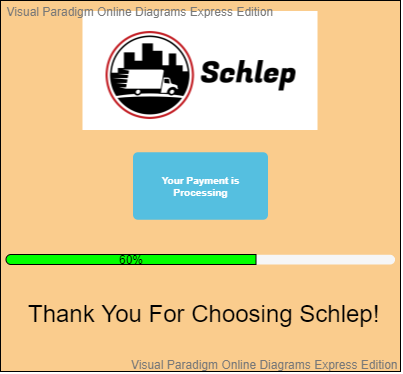 Visual Paradigm Online Diagrams Express Edition
Schlep
Your Payment is
Processing
60%
Thank You For Choosing Schlep!
Visual Paradigm Online Diagrams Express Edition